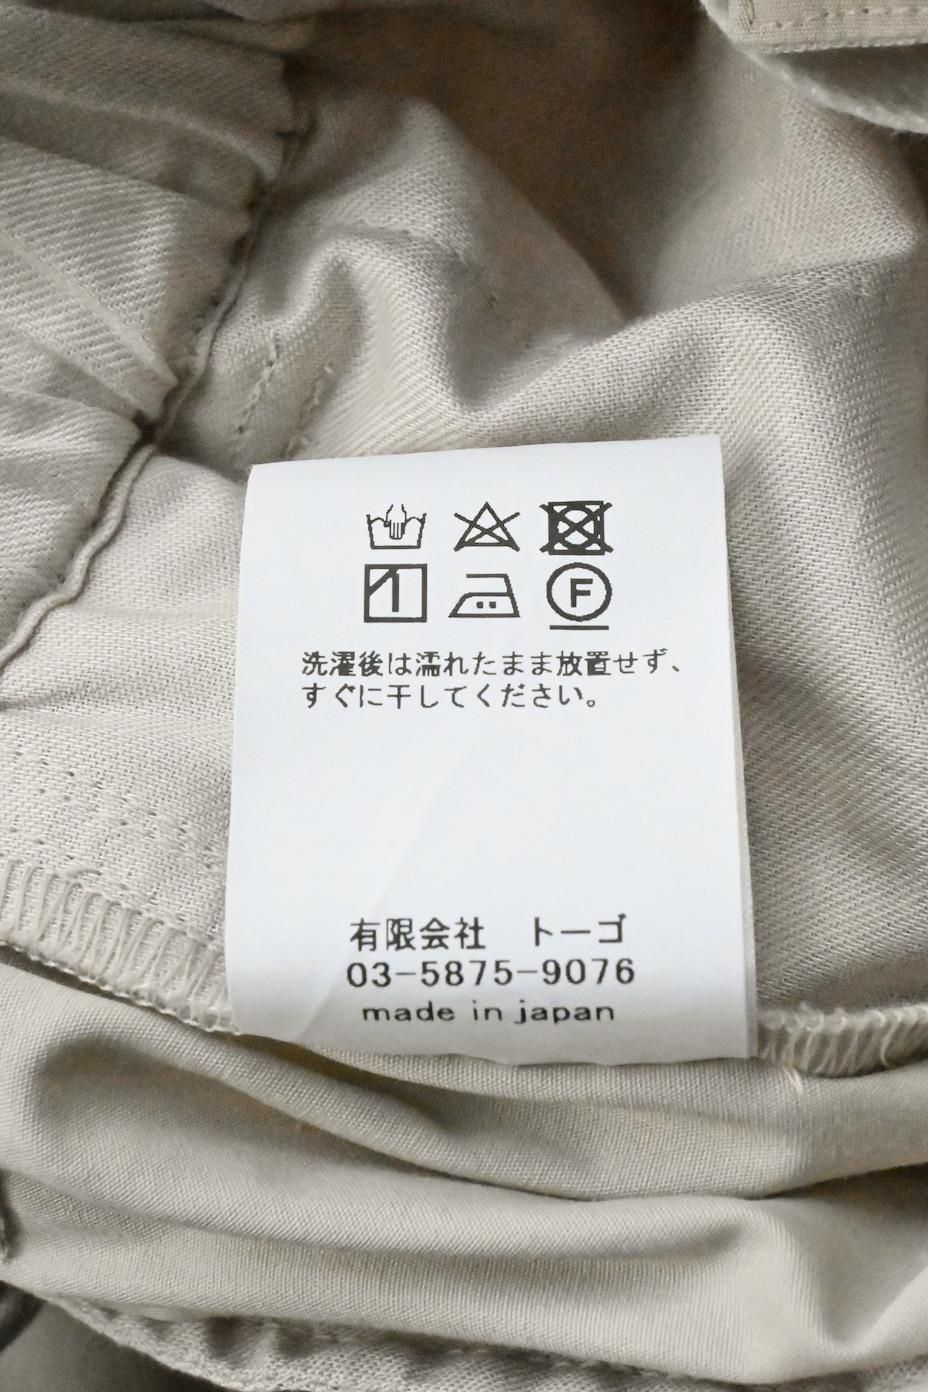 F
洗濯後は濡れたまま放置せず、
すぐに干してください。
有限会社　トーゴ
03-5875-9076
made in japan